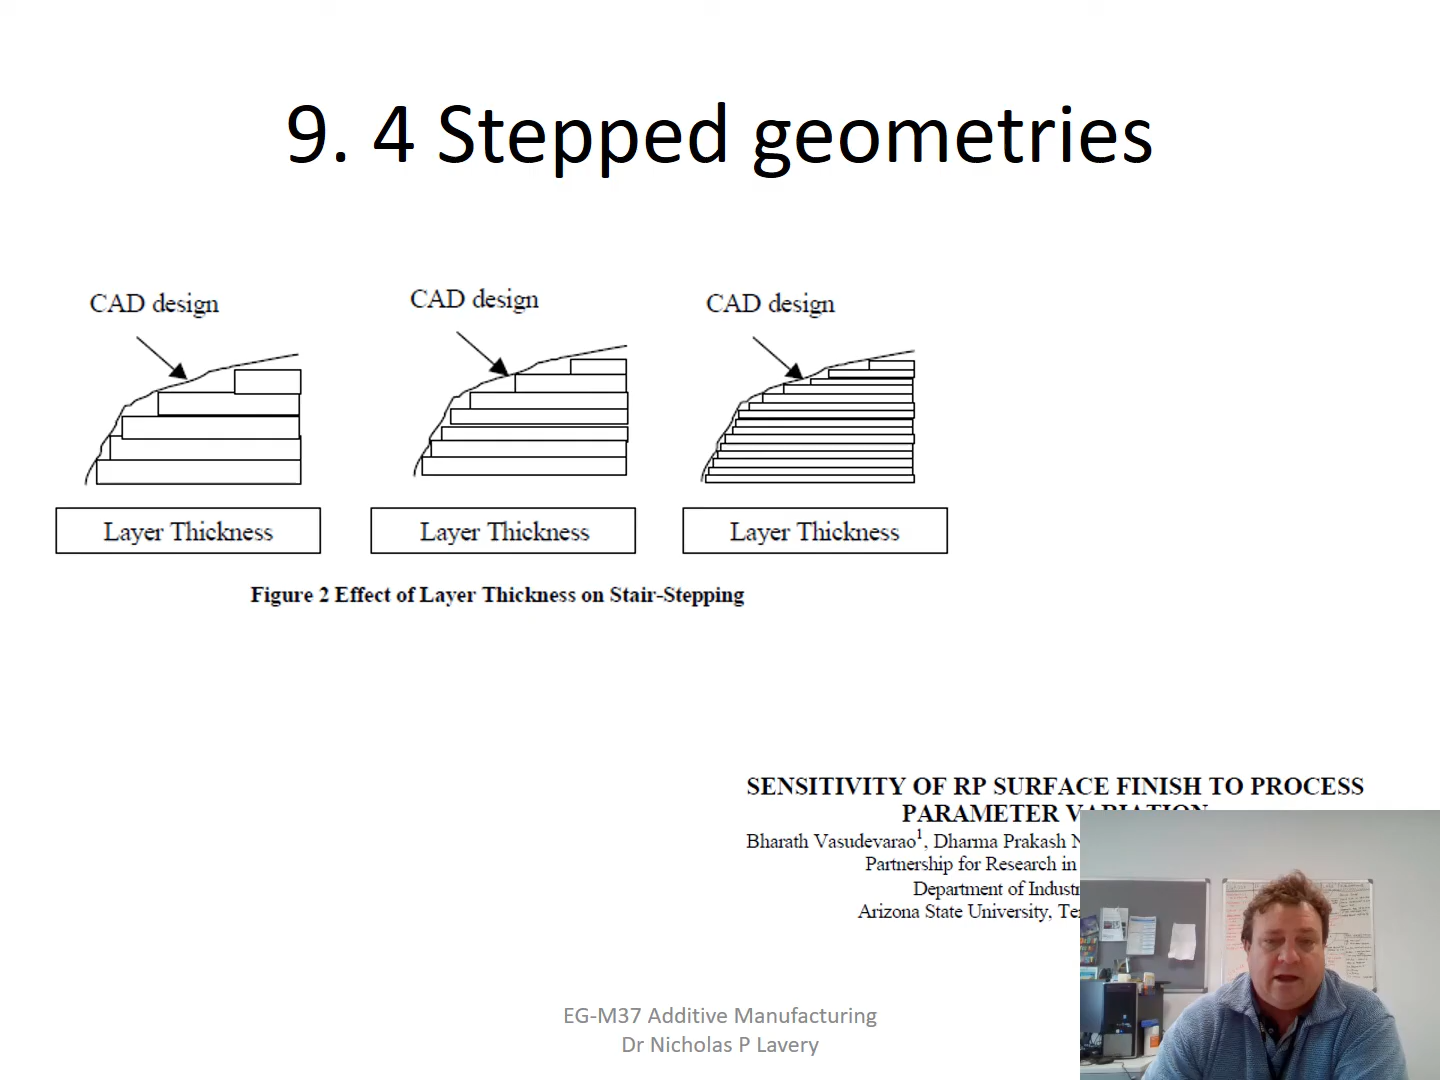 9. 4 Stepped geometries
CAD design
CAD design
CAD design
Layer Thickness
Layer Thickness
Layer Thickness
Figure 2 Effect of Layer Thickness on Stair-Stepping
SENSITIVITY OF RP SURFACE FINISH TO PROCESS
PARAMETER VARIATION
Bharath Vasudevarao¹, Dharma Prakash
Partnership for Research in
Department of
Arizona State University,
EG-M37 Additive Manufacturing
Dr Nicholas P Lavery